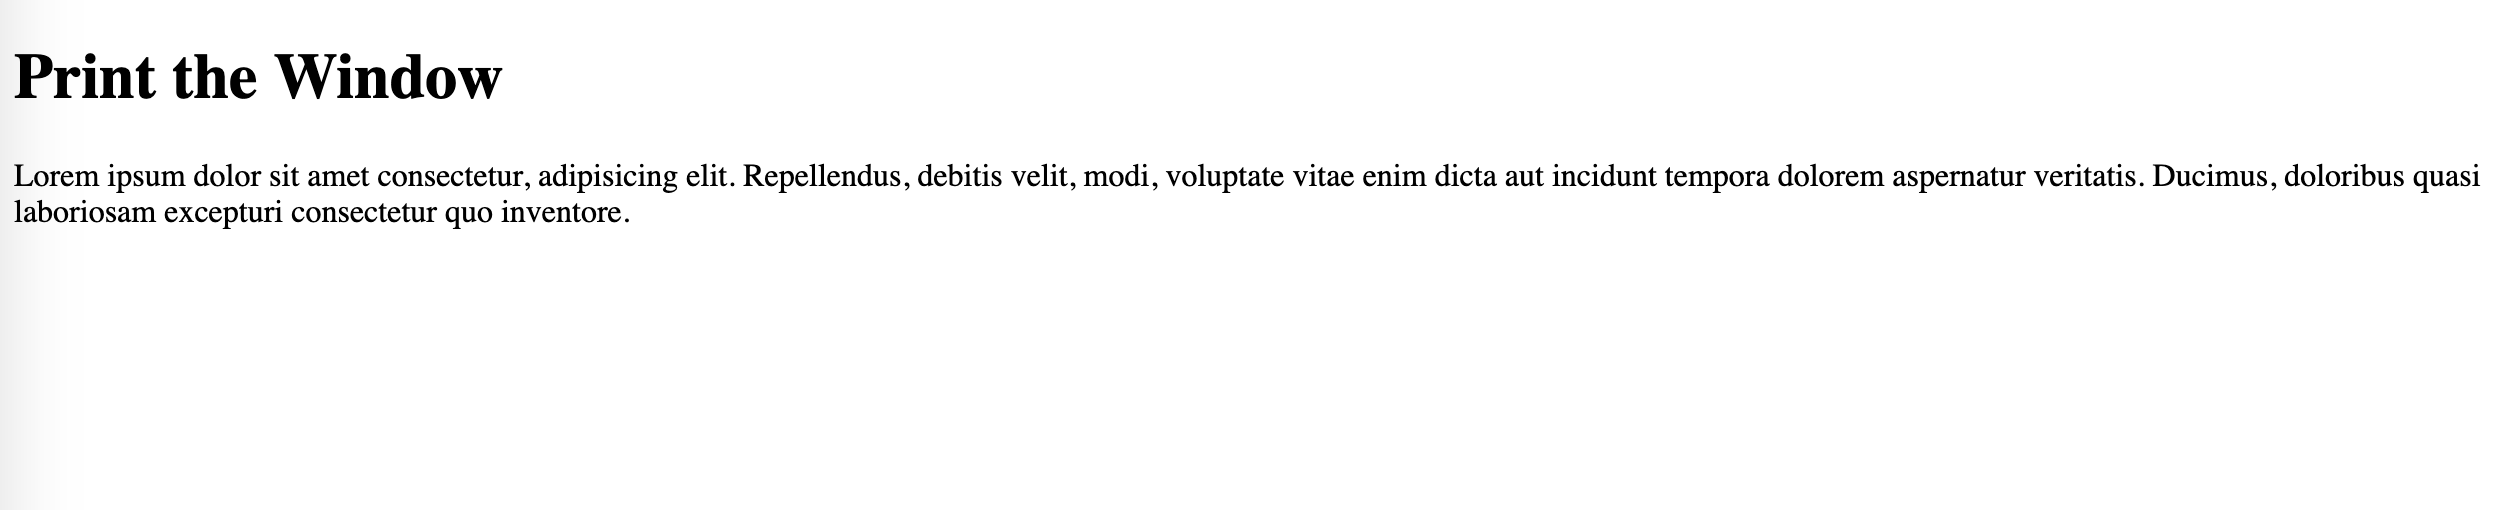 Print the Window
Lorem ipsum dolor sit amet consectetur, adipisicing elit. Repellendus, debitis velit, modi, voluptate vitae enim dicta aut incidunt tempora dolorem aspernatur veritatis. Ducimus, doloribus quasi
laboriosam excepturi consectetur quo inventore.